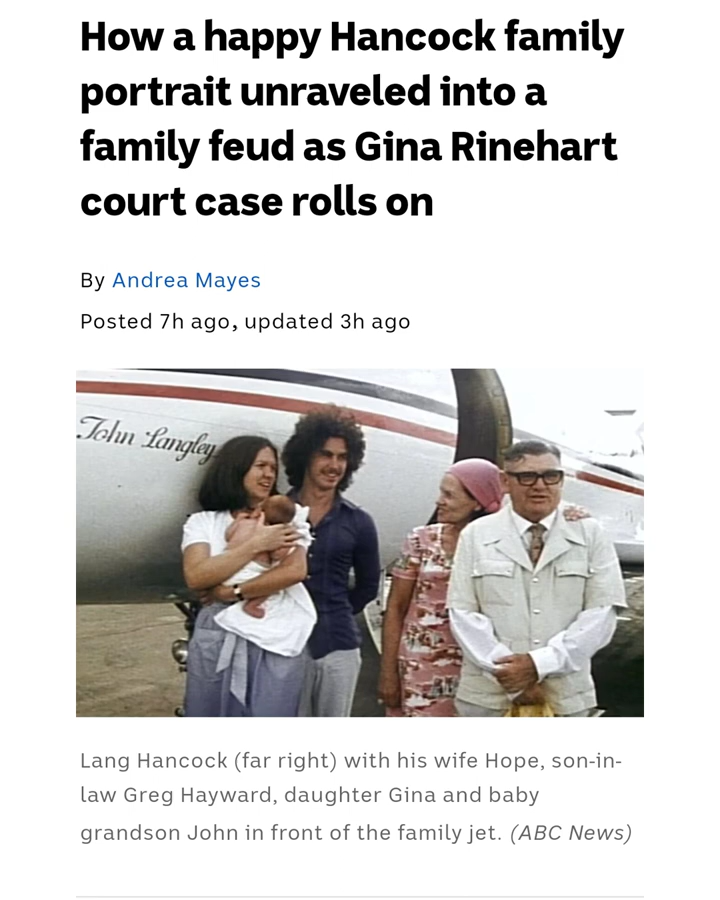 How a happy Hancock family
portrait unraveled into a
family feud as Gina Rinehart
court case rolls on
By Andrea Mayes
Posted 7h ago, updated 3h ago
John Langley
Lang Hancock (far right) with his wife Hope, son-in-
law Greg Hayward, daughter Gina and baby
grandson John in front of the family jet. (ABC News)